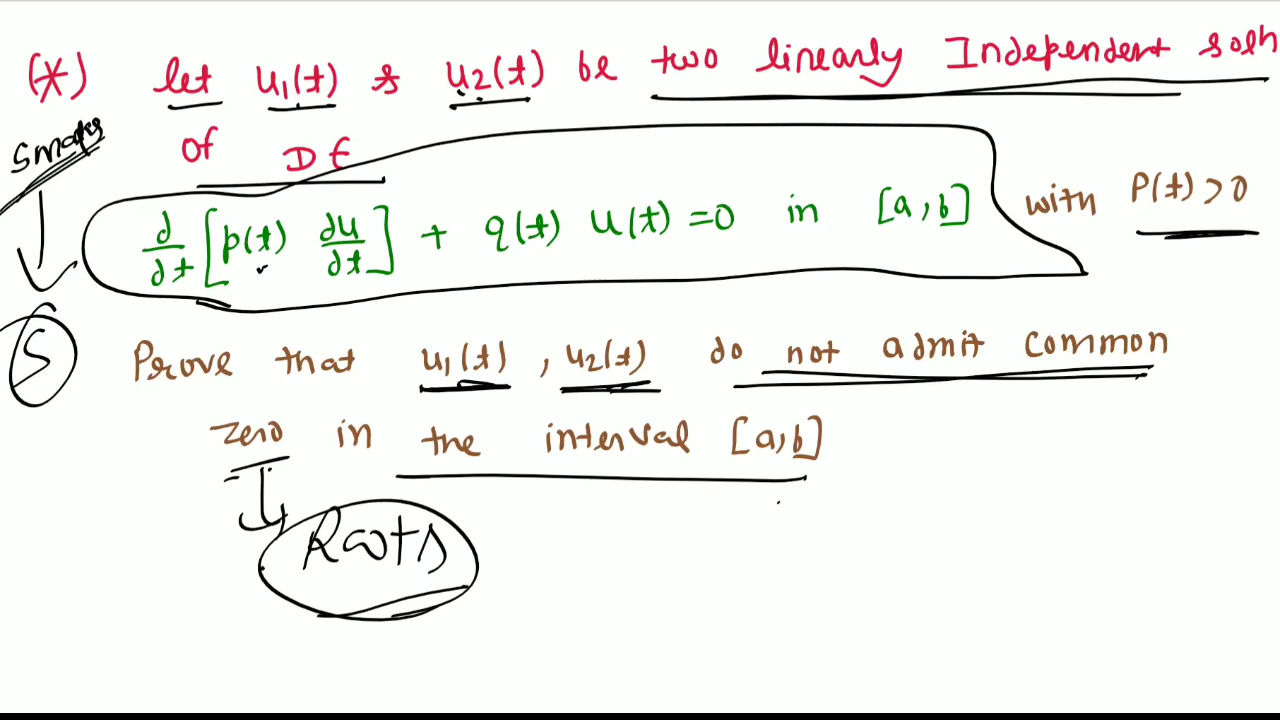 (*) let u₁(t) & u₂(t) be two linearly Independent soln
of DE
d/dt [p(t) du/dt] + q(t) u(t) = 0 in [a,b] with P(t) > 0
5 Prove that u₁(t), u₂(t) do not admit common
zero in the interval [a,b]
Roots